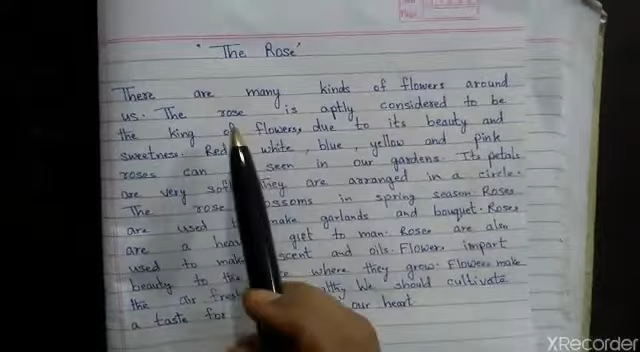 "The Rose"
There are many kinds of flowers around
us. The rose is aptly considered to be
the king of flowers, due to its beauty and
sweetness. Red white, blue, yellow and pink
roses can seen in our gardens. Its petals
are very soft. They are arranged in a circle.
The rose blossoms in spring season. Roses
are used to make garlands and bouquet. Roses
are a giet to man. Roses are also
used to make scent and oils. Flowers impart
beauty to the where they grow. Flowers make
the air We should cultivate
a taste for our heart.
XRecorder